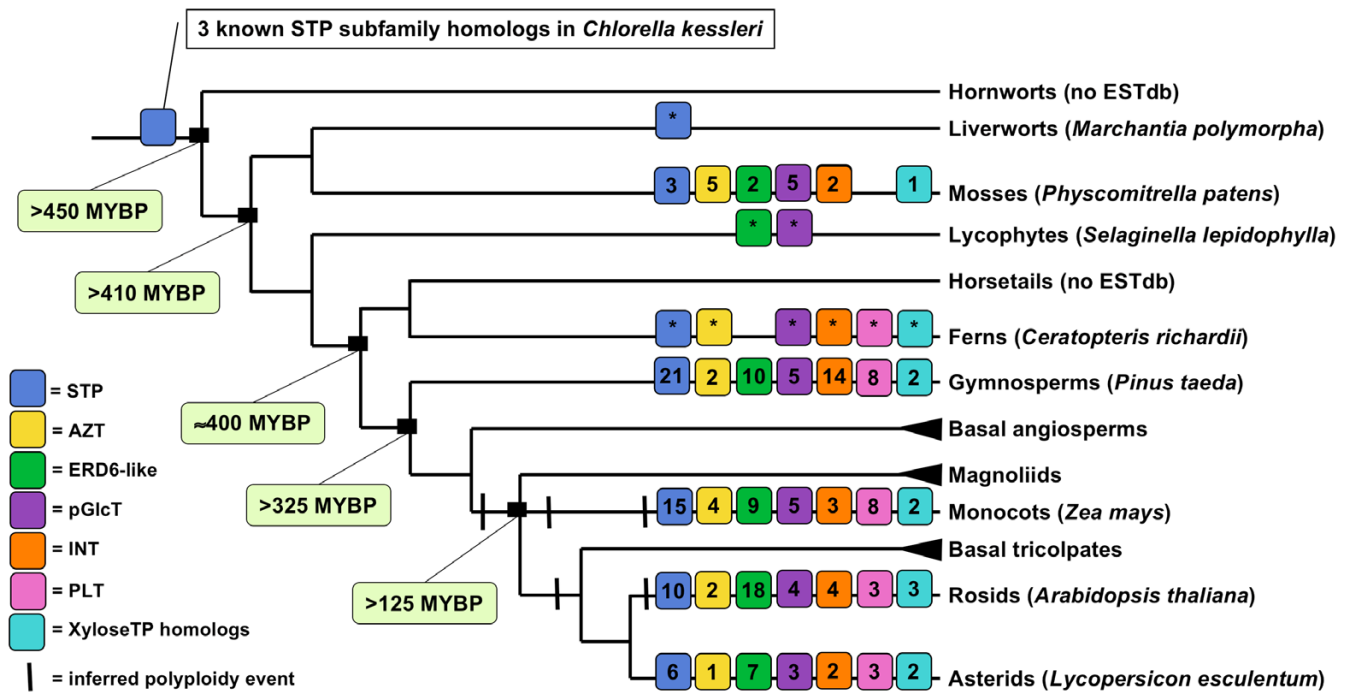 3 known STP subfamily homologs in Chlorella kessleri
Hornworts (no ESTdb)
* Liverworts (Marchantia polymorpha)
3 5 2 5 2 1 Mosses (Physcomitrella patens)
>450 MYBP
* * Lycophytes (Selaginella lepidophylla)
>410 MYBP
Horsetails (no ESTdb)
* * * * * * Ferns (Ceratopteris richardii)
21 2 10 5 14 8 2 Gymnosperms (Pinus taeda)
= STP
≈400 MYBP
= AZT
Basal angiosperms
= ERD6-like
Magnoliids
>325 MYBP
= pGlcT
15 4 9 5 3 8 2 Monocots (Zea mays)
= INT
Basal tricolpates
= PLT
>125 MYBP
10 2 18 4 4 3 3 Rosids (Arabidopsis thaliana)
= XyloseTP homologs
= inferred polyploidy event
6 1 7 3 2 3 2 Asterids (Lycopersicon esculentum)